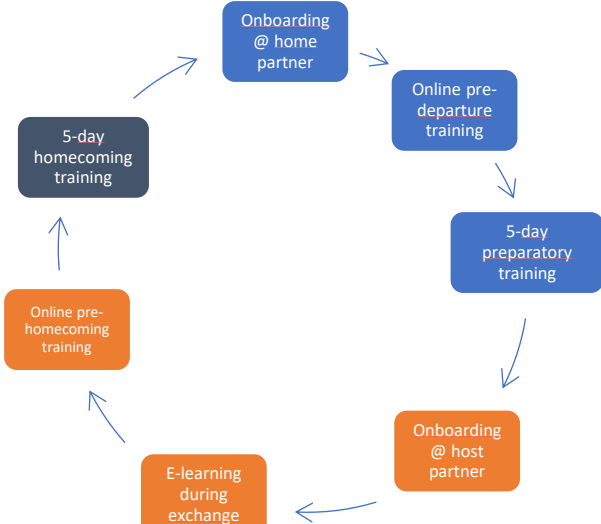 Onboarding
@ home
partner
Online pre-
departure
training
5-day
preparatory
training
Onboarding
@ host
partner
E-learning
during
exchange
Online pre-
homecoming
training
5-day
homecoming
training